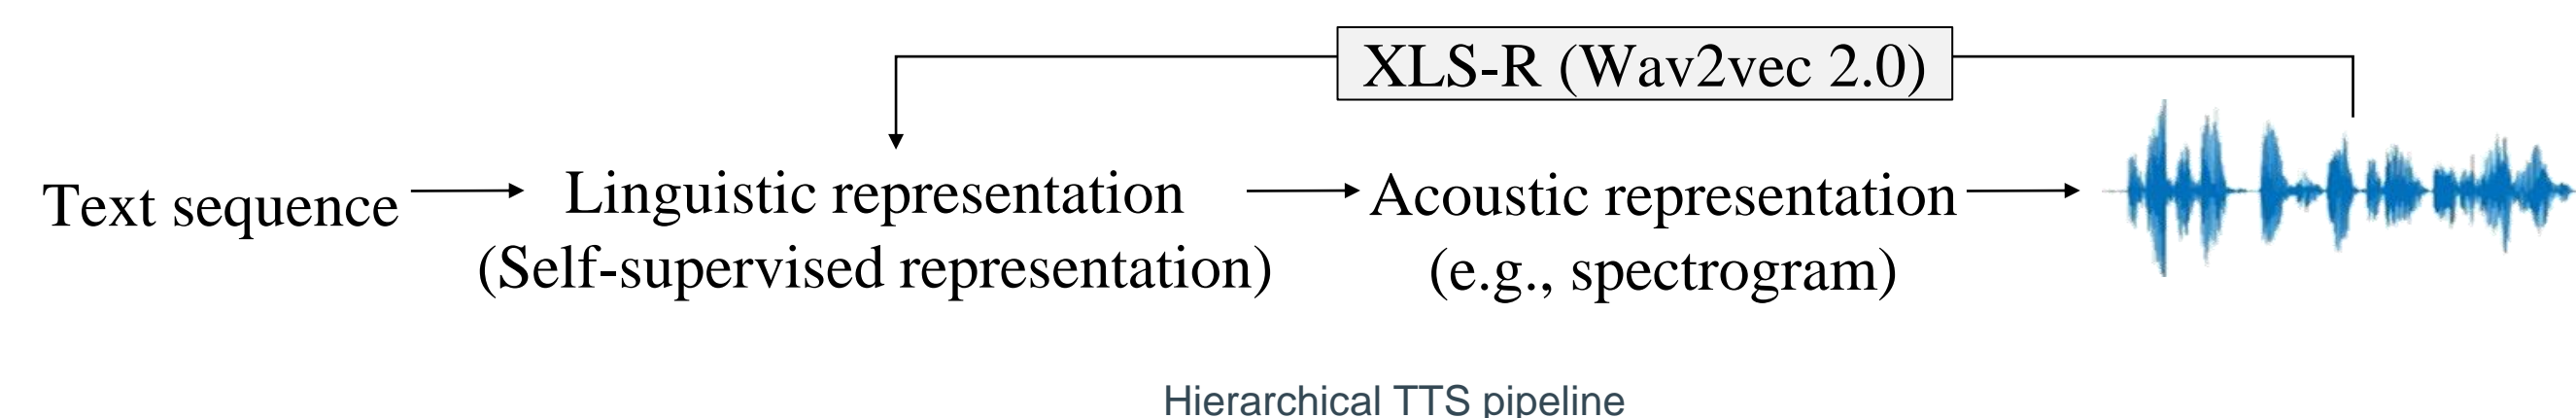 XLS-R (Wav2vec 2.0)
Text sequence
Linguistic representation
(Self-supervised representation)
Acoustic representation
(e.g., spectrogram)
Hierarchical TTS pipeline